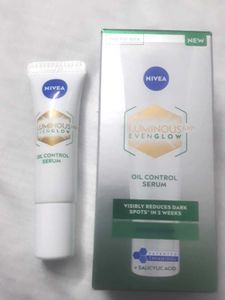 NIVEA
LUMINOUS
EVENGLOW
OIL CONTROL
SERUM
NEW
NIVEA
LUMINOUS
EVENGLOW
OIL CONTROL
SERUM
VISIBLY REDUCES DARK
SPOTS* IN 2 WEEKS
+ SALICYLIC ACID